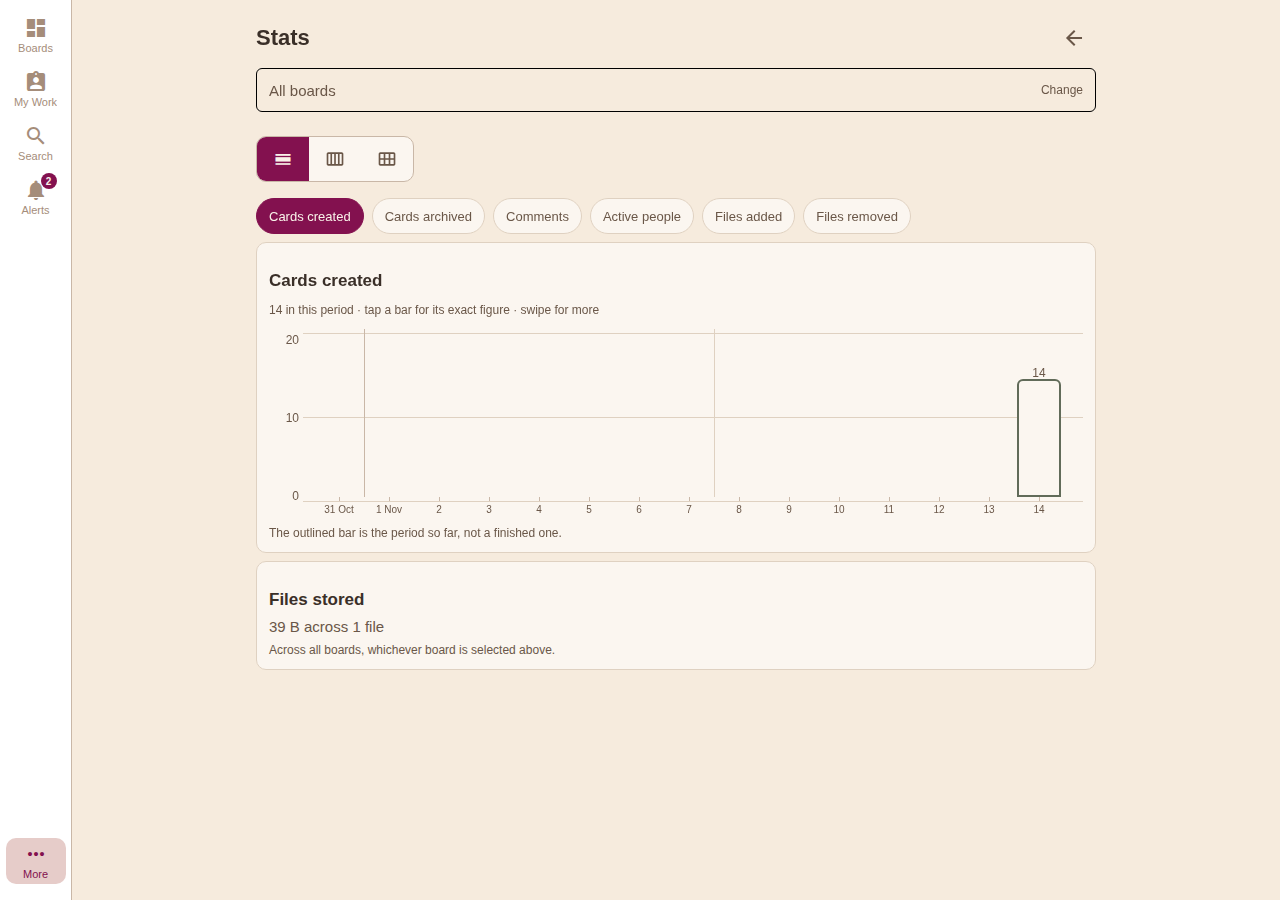 Boards
My Work
Search
2
Alerts
More
Stats
All boards Change
Cards created Cards archived Comments Active people Files added Files removed
Cards created
14 in this period · tap a bar for its exact figure · swipe for more
20
14
10
0
31 Oct 1 Nov 2 3 4 5 6 7 8 9 10 11 12 13 14
The outlined bar is the period so far, not a finished one.
Files stored
39 B across 1 file
Across all boards, whichever board is selected above.